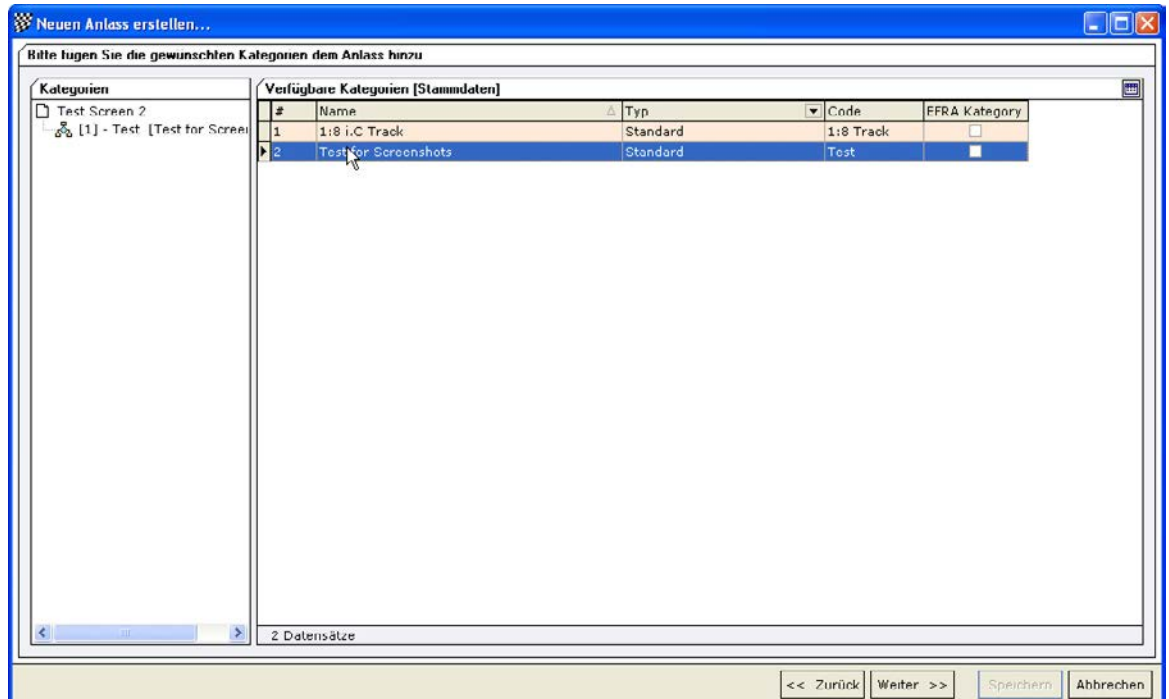 Neuen Anlass erstellen...
Bitte fügen Sie die gewünschten Kategorien dem Anlass hinzu
Kategorien
Test Screen 2
[1] - Test [Test for Screen
Verfügbare Kategorien [Stammdaten]
# Name Typ Code EFRA Kategory
1 1:8 i.C Track Standard 1:8 Track
2 Test for Screenshots Standard Test
2 Datensätze
<< Zurück Weiter >> Speichern Abbrechen